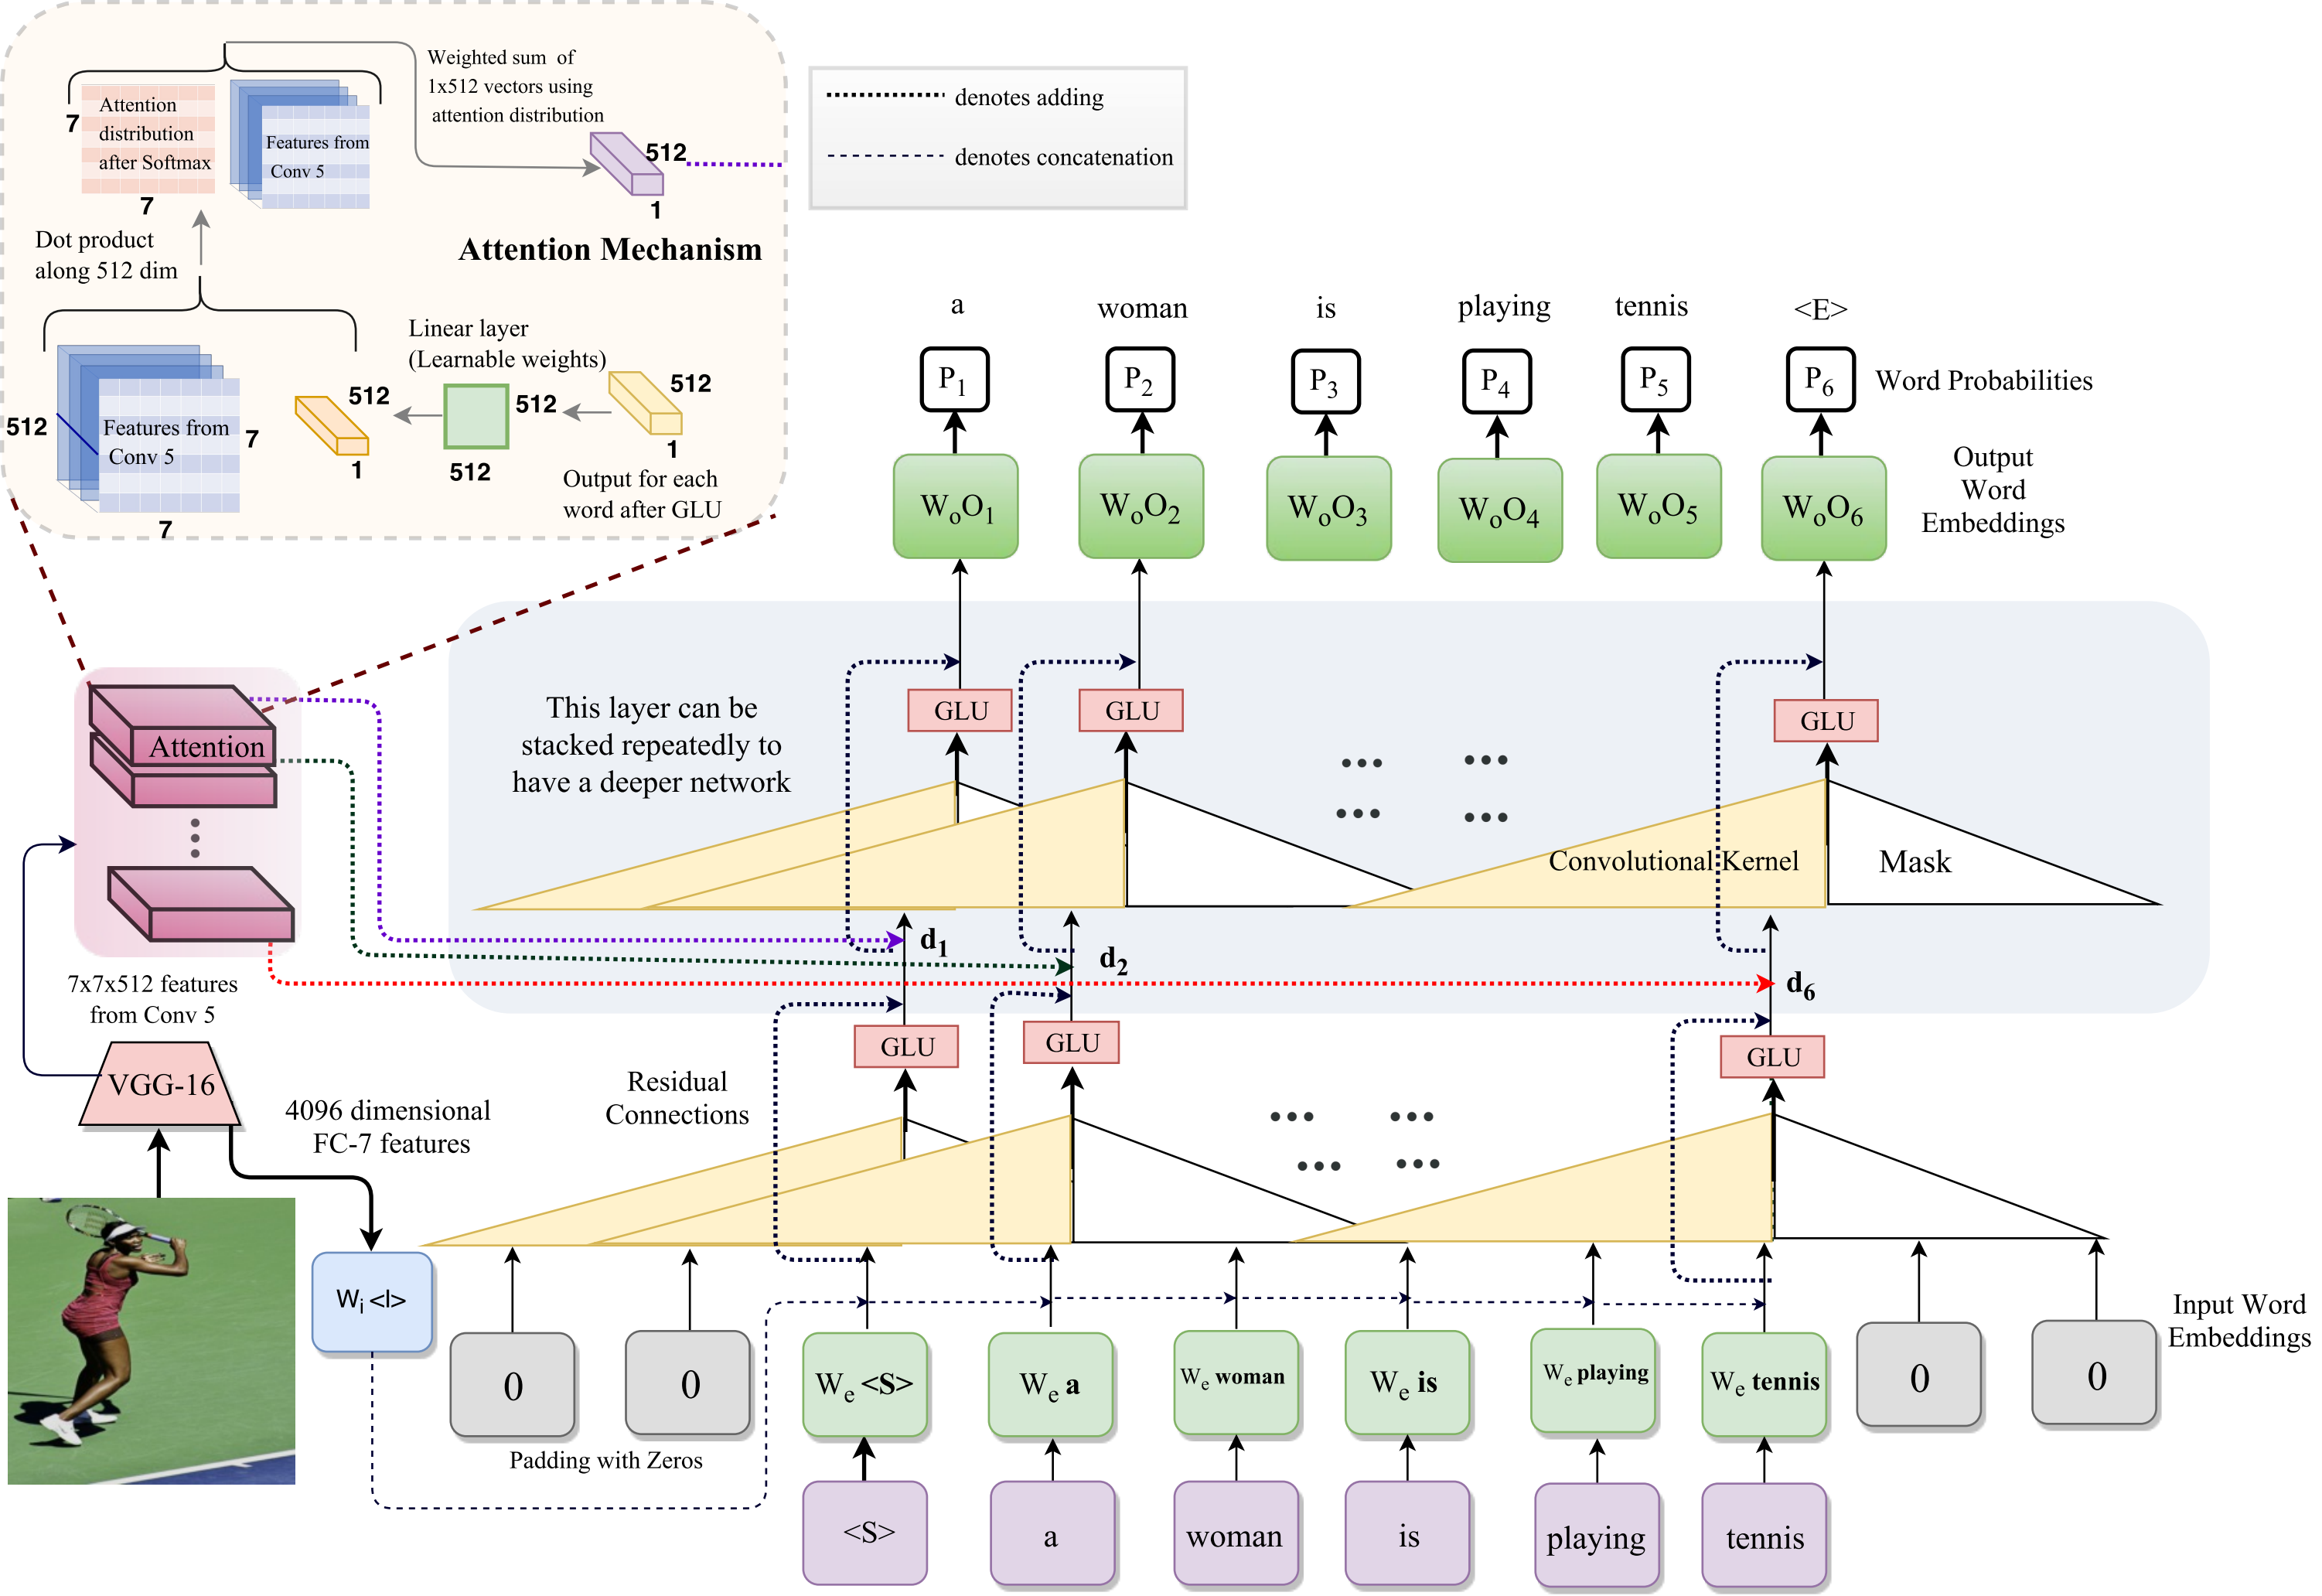 Weighted sum of
1x512 vectors using
attention distribution
Attention
distribution
after Softmax
7
7
Features from
Conv 5
512
1
Attention Mechanism
Dot product
along 512 dim
Linear layer
(Learnable weights)
512
Features from
Conv 5
7
7
512
1
512
512
512
1
Output for each
word after GLU
denotes adding
denotes concatenation
a
woman
is
playing
tennis
<E>
P1
P2
P3
P4
P5
P6
Word Probabilities
WoO1
WoO2
WoO3
WoO4
WoO5
WoO6
Output
Word
Embeddings
This layer can be
stacked repeatedly to
have a deeper network
GLU
GLU
GLU
Attention
Convolutional Kernel
Mask
d1
d2
d6
7x7x512 features
from Conv 5
VGG-16
4096 dimensional
FC-7 features
Residual
Connections
GLU
GLU
GLU
Wi <I>
0
0
We <S>
We a
We woman
We is
We playing
We tennis
0
0
Input Word
Embeddings
Padding with Zeros
<S>
a
woman
is
playing
tennis